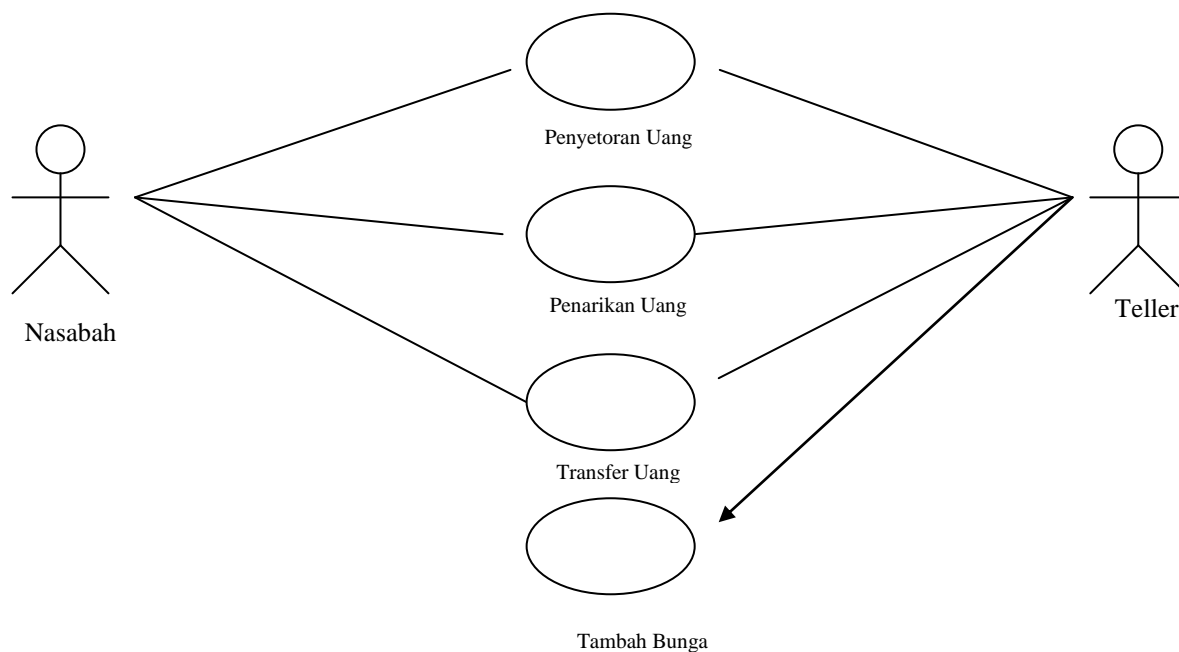 Penyetoran Uang
Penarikan Uang
Teller
Nasabah
Transfer Uang
Tambah Bunga